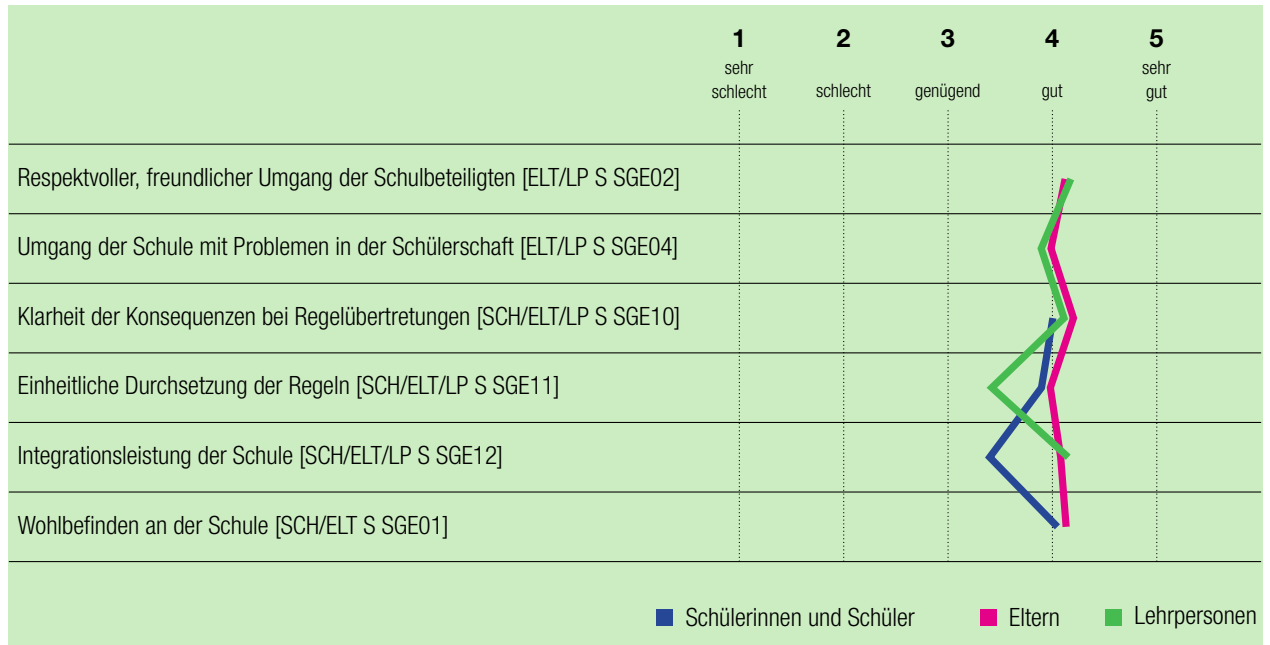 1 2 3 4 5
sehr schlecht schlecht genügend gut sehr gut
Respektvoller, freundlicher Umgang der Schulbeteiligten [ELT/LP S SGE02]
Umgang der Schule mit Problemen in der Schülerschaft [ELT/LP S SGE04]
Klarheit der Konsequenzen bei Regelübertretungen [SCH/ELT/LP S SGE10]
Einheitliche Durchsetzung der Regeln [SCH/ELT/LP S SGE11]
Integrationsleistung der Schule [SCH/ELT/LP S SGE12]
Wohlbefinden an der Schule [SCH/ELT S SGE01]
Schülerinnen und Schüler Eltern Lehrpersonen